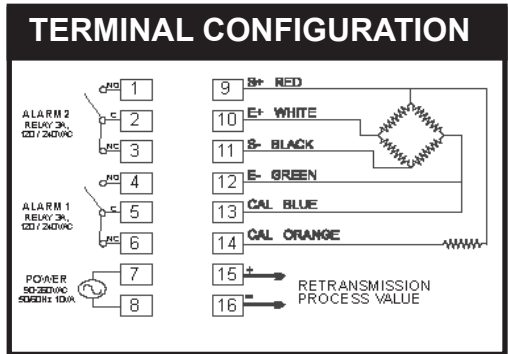 TERMINAL CONFIGURATION
NO 1
ALARM 2
RELAY 3A,
120 / 240VAC
C 2
NC 3
NO 4
ALARM 1
RELAY 3A,
120 / 240VAC
C 5
NC 6
POWER
90-260VAC
50/60Hz 10VA
7
8
9 S+ RED
10 E+ WHITE
11 S- BLACK
12 E- GREEN
13 CAL BLUE
14 CAL ORANGE
15 +
16 -
RETRANSMISSION
PROCESS VALUE